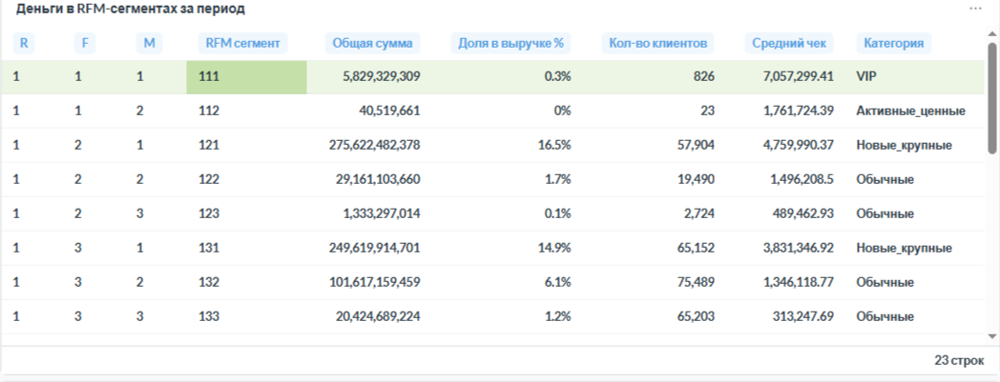 Деньги в RFM-сегментах за период ...
R F M RFM сегмент Общая сумма Доля в выручке % Кол-во клиентов Средний чек Категория
1 1 1 111 5,829,329,309 0.3% 826 7,057,299.41 VIP
1 1 2 112 40,519,661 0% 23 1,761,724.39 Активные_ценные
1 2 1 121 275,622,482,378 16.5% 57,904 4,759,990.37 Новые_крупные
1 2 2 122 29,161,103,660 1.7% 19,490 1,496,208.5 Обычные
1 2 3 123 1,333,297,014 0.1% 2,724 489,462.93 Обычные
1 3 1 131 249,619,914,701 14.9% 65,152 3,831,346.92 Новые_крупные
1 3 2 132 101,617,159,459 6.1% 75,489 1,346,118.77 Обычные
1 3 3 133 20,424,689,224 1.2% 65,203 313,247.69 Обычные
23 строк